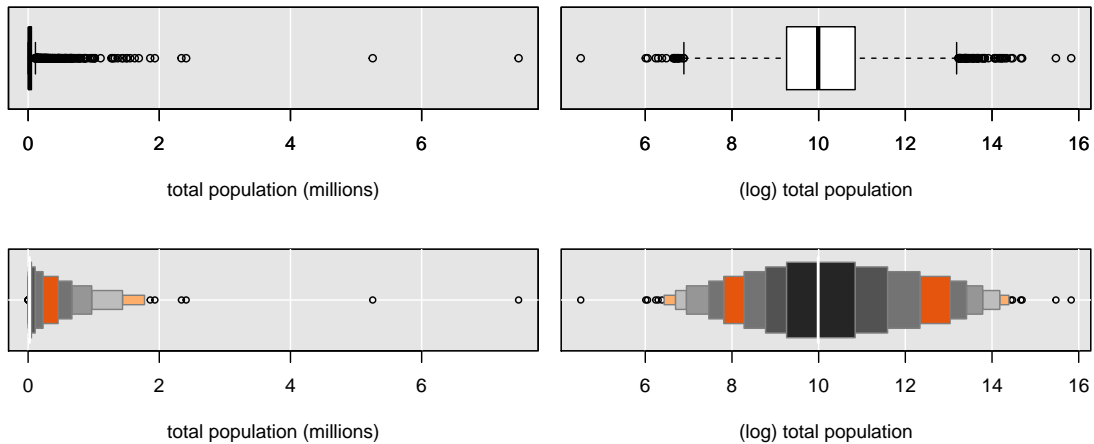 0 2 4 6
total population (millions)
6 8 10 12 14 16
(log) total population
0 2 4 6
total population (millions)
6 8 10 12 14 16
(log) total population